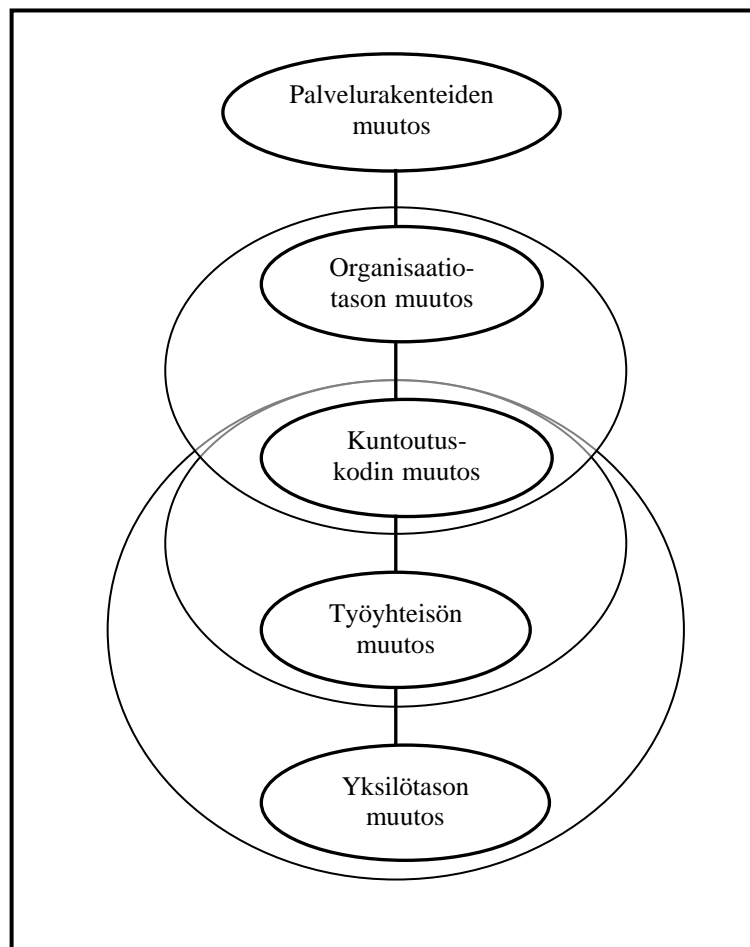 Palvelurakenteiden
muutos
Organisaatio-
tason muutos
Kuntoutus-
kodin muutos
Työyhteisön
muutos
Yksilötason
muutos